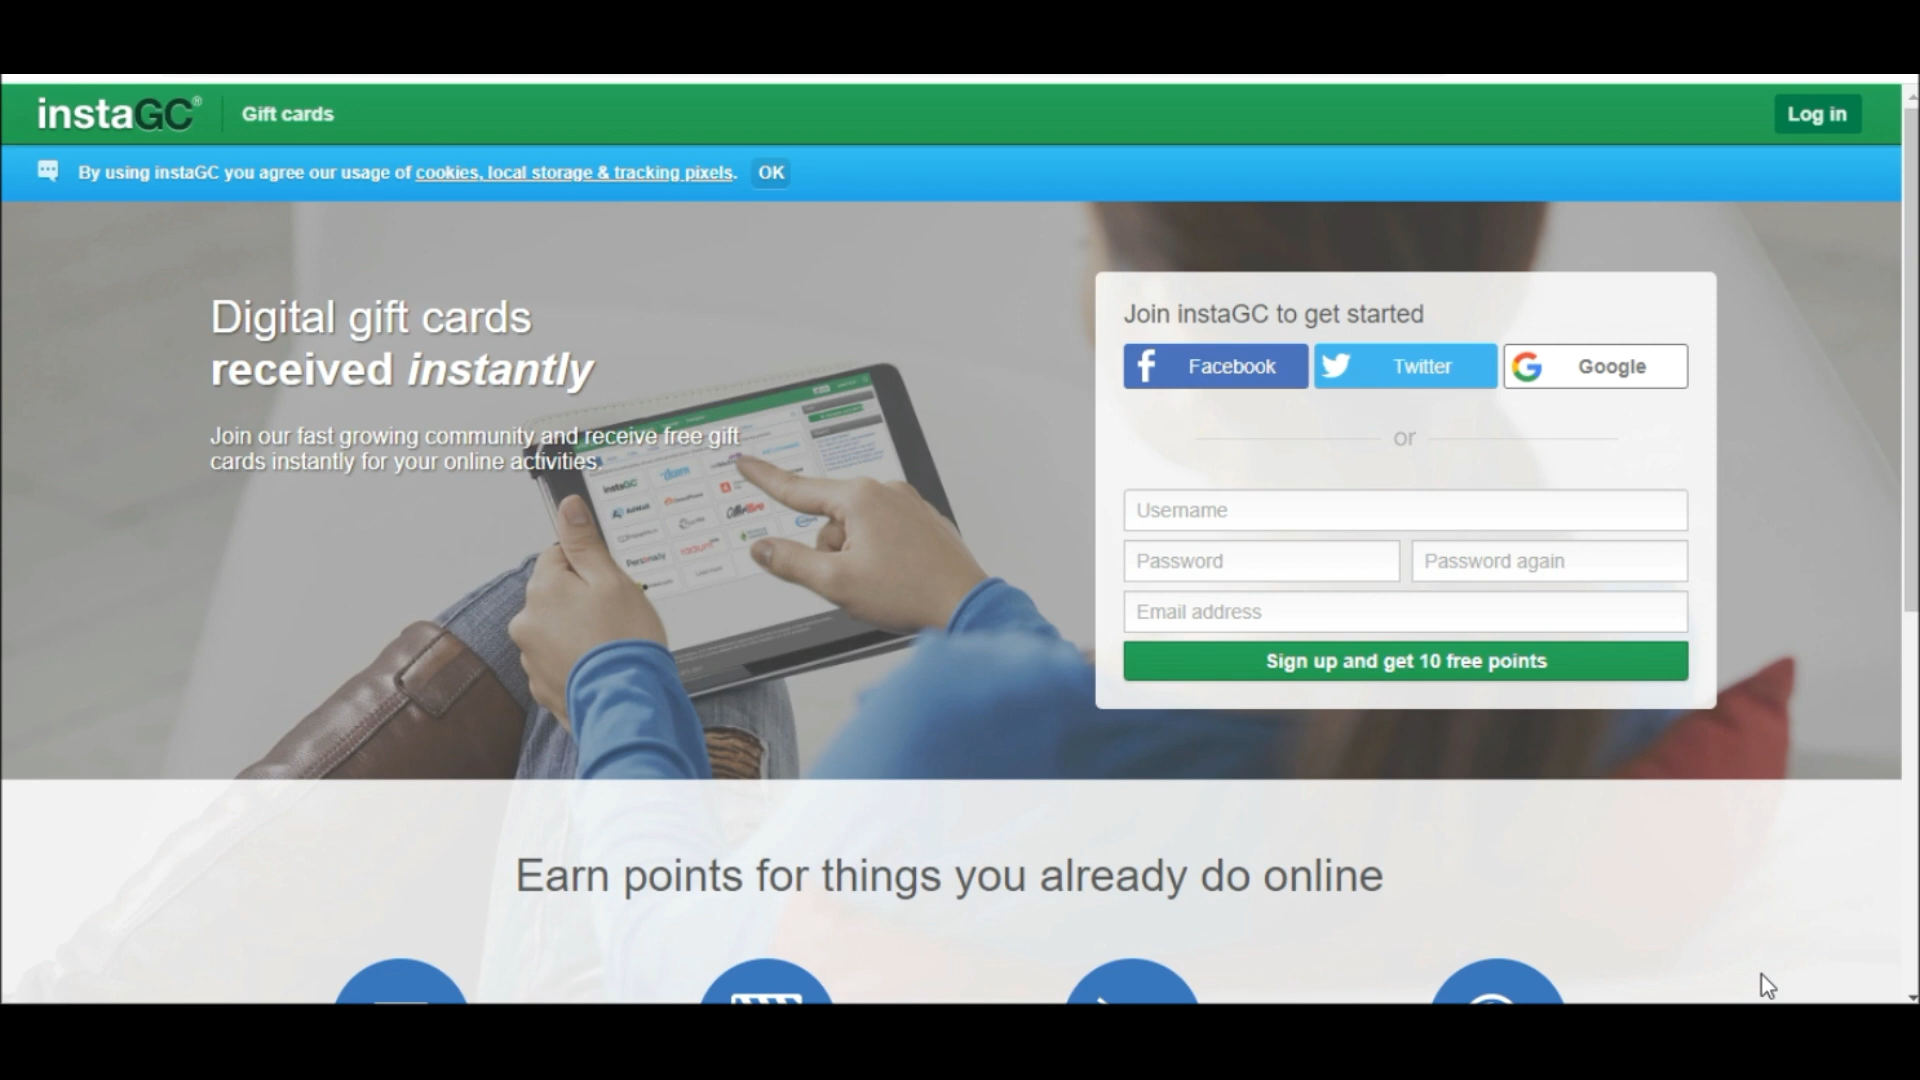 instaGC®
Gift cards
Log in
By using instaGC you agree our usage of cookies, local storage & tracking pixels. OK
Digital gift cards
received instantly
Join our fast growing community and receive free gift
cards instantly for your online activities.
Join instaGC to get started
Facebook
Twitter
Google
or
Username
Password
Password again
Email address
Sign up and get 10 free points
instaGC
Personaly
Earn points for things you already do online